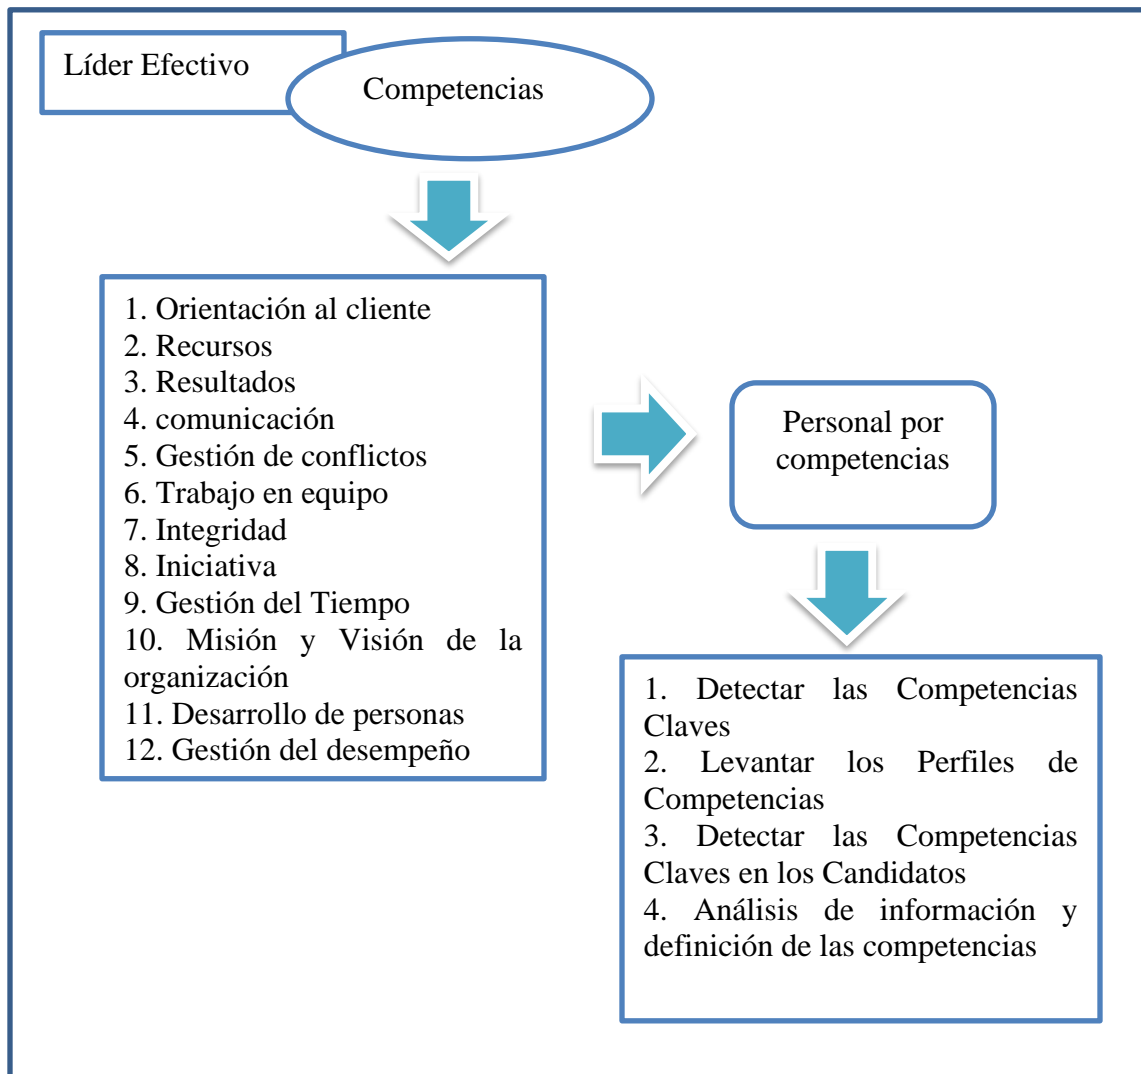 Líder Efectivo
Competencias
1. Orientación al cliente
2. Recursos
3. Resultados
4. comunicación
5. Gestión de conflictos
6. Trabajo en equipo
7. Integridad
8. Iniciativa
9. Gestión del Tiempo
10. Misión y Visión de la
organización
11. Desarrollo de personas
12. Gestión del desempeño
Personal por
competencias
1. Detectar las Competencias
Claves
2. Levantar los Perfiles de
Competencias
3. Detectar las Competencias
Claves en los Candidatos
4. Análisis de información y
definición de las competencias